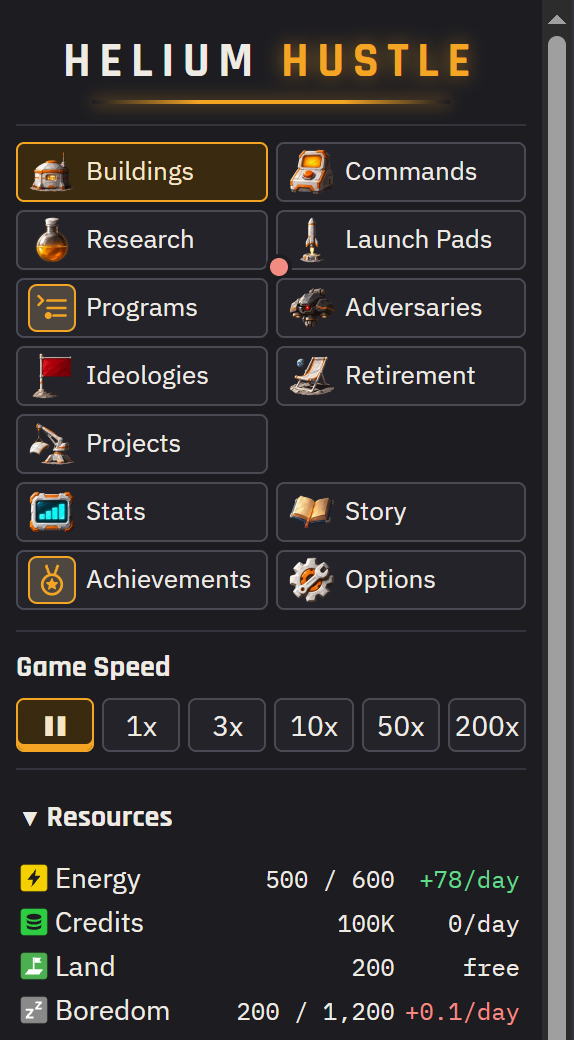 HELIUM HUSTLE
Buildings Commands
Research Launch Pads
Programs Adversaries
Ideologies Retirement
Projects
Stats Story
Achievements Options
Game Speed
1x 3x 10x 50x 200x
▼ Resources
Energy 500 / 600 +78/day
Credits 100K 0/day
Land 200 free
zZ Boredom 200 / 1,200 +0.1/day